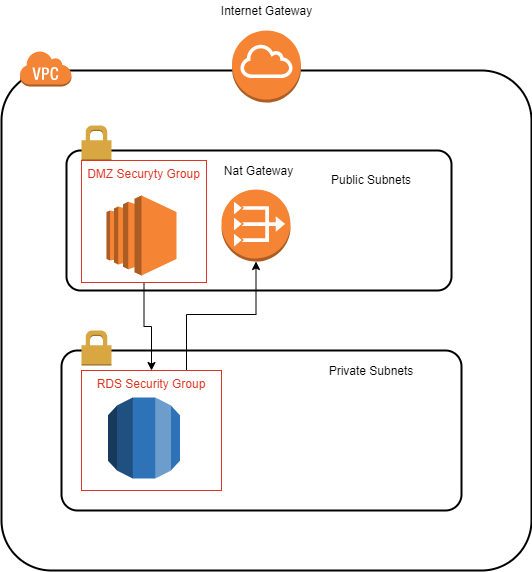 Internet Gateway
VPC
DMZ Securyty Group
Nat Gateway
Public Subnets
RDS Security Group
Private Subnets